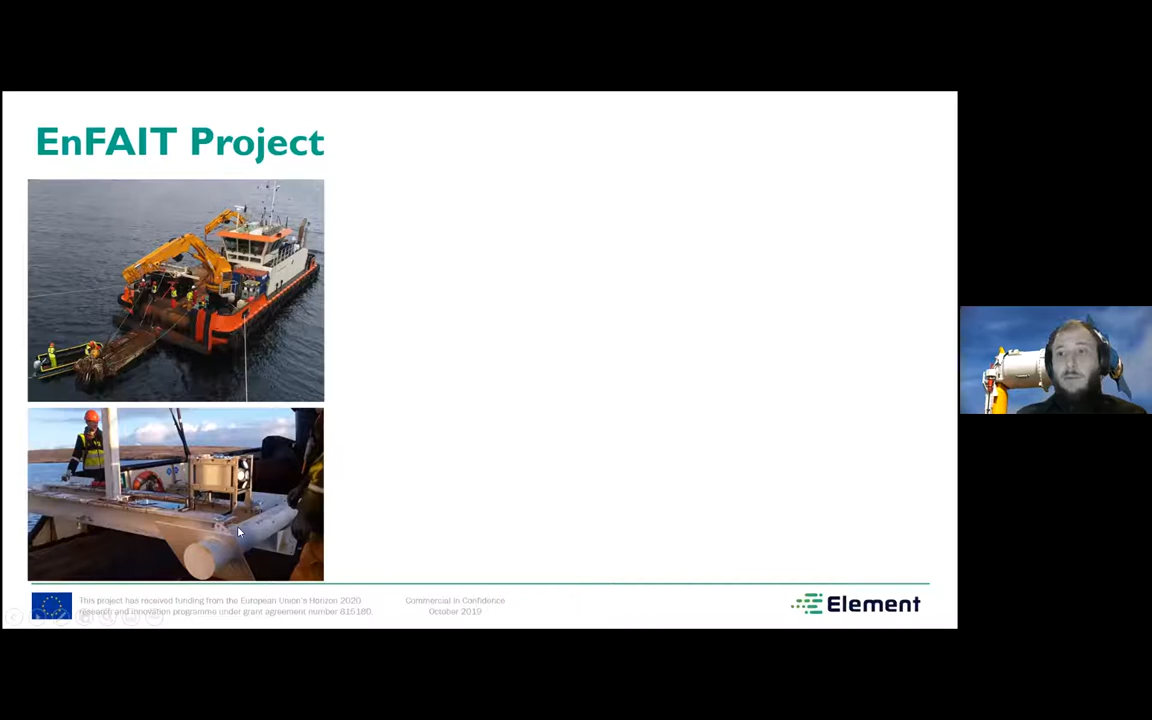 EnFAIT Project
This project has received funding from the European Union's Horizon 2020
research and innovation programme under grant agreement number 815180.
Commercial in Confidence
October 2019
Element